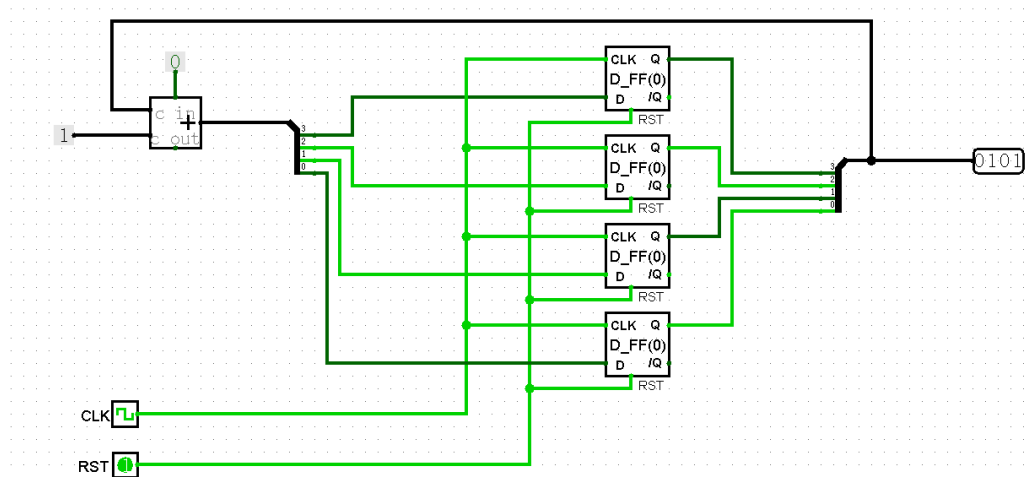 0
c in
+
c out
1
3
2
1
0
CLK Q
D_FF(0)
D /Q
RST
CLK Q
D_FF(0)
D /Q
RST
CLK Q
D_FF(0)
D /Q
RST
CLK Q
D_FF(0)
D /Q
RST
3
2
1
0
0101
CLK
RST 1